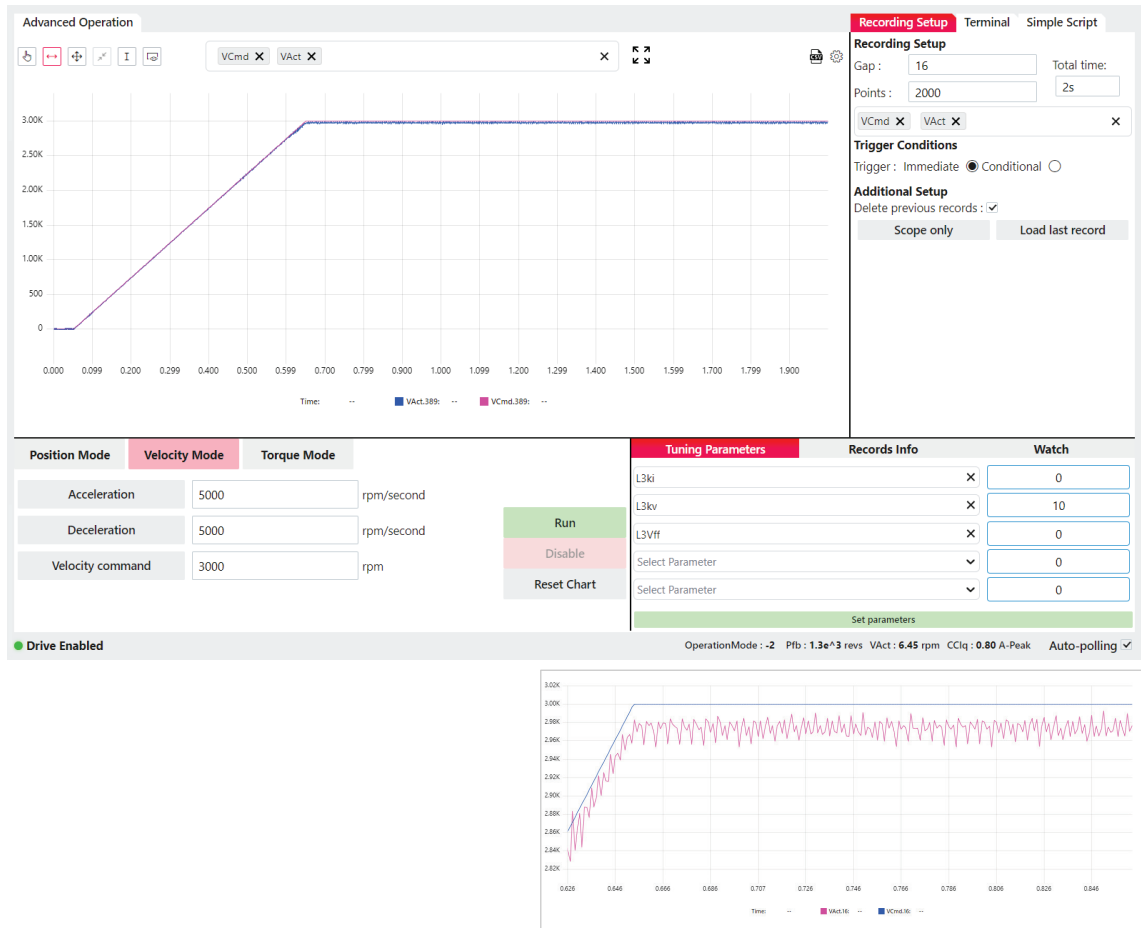 Advanced Operation
Recording Setup Terminal Simple Script
VCmd VAct
CSV
Recording Setup
Gap : 16 Total time:
Points : 2000 2s
VCmd VAct
Trigger Conditions
Trigger : Immediate Conditional
Additional Setup
Delete previous records :
Scope only Load last record
3.00K
2.50K
2.00K
1.50K
1.00K
500
0
0.000 0.099 0.200 0.299 0.400 0.500 0.599 0.700 0.799 0.900 1.000 1.099 1.200 1.299 1.400 1.500 1.599 1.700 1.799 1.900
Time: -- VAct.389: -- VCmd.389: --
Position Mode Velocity Mode Torque Mode
Acceleration 5000 rpm/second
Deceleration 5000 rpm/second
Velocity command 3000 rpm
Run
Disable
Reset Chart
Tuning Parameters Records Info Watch
L3ki 0
L3kv 10
L3Vff 0
Select Parameter 0
Select Parameter 0
Set parameters
Drive Enabled
OperationMode : -2 Pfb : 1.3e^3 revs VAct : 6.45 rpm CCIq : 0.80 A-Peak Auto-polling
3.02K
3.00K
2.98K
2.96K
2.94K
2.92K
2.90K
2.88K
2.86K
2.84K
2.82K
0.626 0.646 0.666 0.686 0.707 0.726 0.746 0.766 0.786 0.806 0.826 0.846
Time: -- VAct.16: -- VCmd.16: --